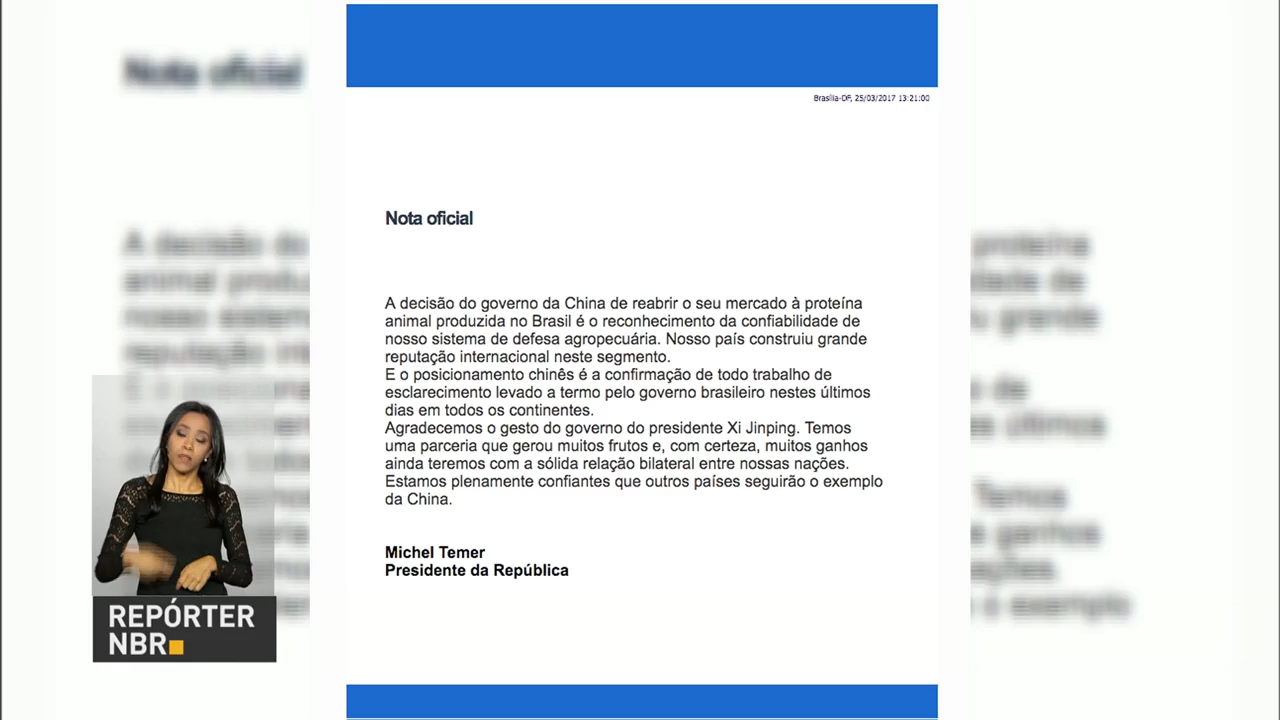 Brasília-DF, 25/03/2017 13:21:00
Nota oficial
A decisão do governo da China de reabrir o seu mercado à proteína
animal produzida no Brasil é o reconhecimento da confiabilidade de
nosso sistema de defesa agropecuária. Nosso país construiu grande
reputação internacional neste segmento.
E o posicionamento chinês é a confirmação de todo trabalho de
esclarecimento levado a termo pelo governo brasileiro nestes últimos
dias em todos os continentes.
Agradecemos o gesto do governo do presidente Xi Jinping. Temos
uma parceria que gerou muitos frutos e, com certeza, muitos ganhos
ainda teremos com a sólida relação bilateral entre nossas nações.
Estamos plenamente confiantes que outros países seguirão o exemplo
da China.
Michel Temer
Presidente da República
REPÓRTER
NBR